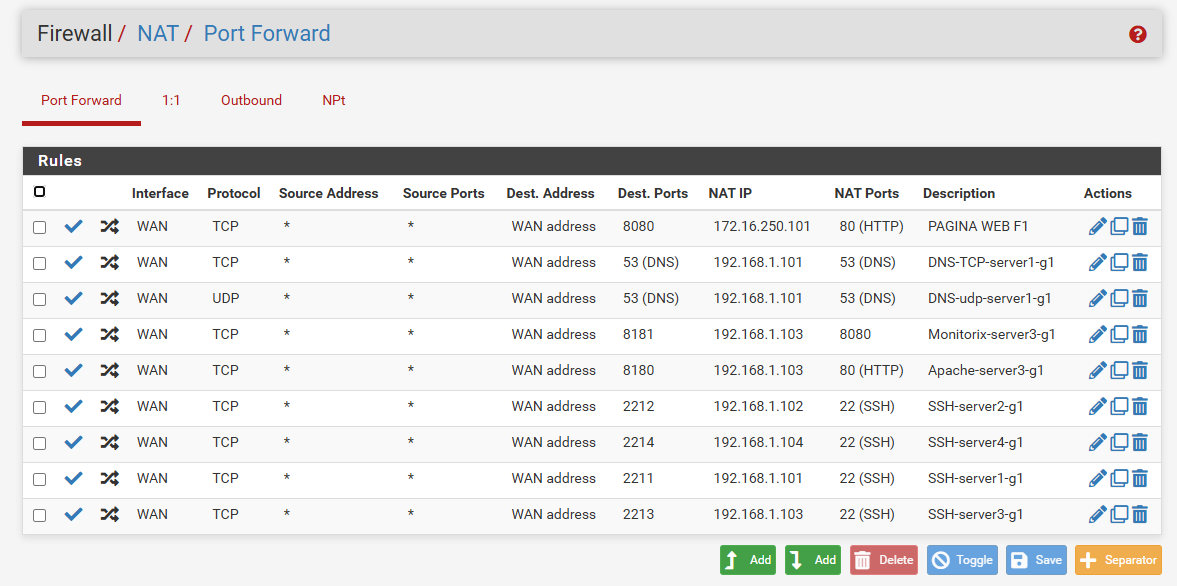 Firewall / NAT / Port Forward
Port Forward 1:1 Outbound NPt
Rules
Interface Protocol Source Address Source Ports Dest. Address Dest. Ports NAT IP NAT Ports Description Actions
WAN TCP * * WAN address 8080 172.16.250.101 80 (HTTP) PAGINA WEB F1
WAN TCP * * WAN address 53 (DNS) 192.168.1.101 53 (DNS) DNS-TCP-server1-g1
WAN UDP * * WAN address 53 (DNS) 192.168.1.101 53 (DNS) DNS-udp-server1-g1
WAN TCP * * WAN address 8181 192.168.1.103 8080 Monitorix-server3-g1
WAN TCP * * WAN address 8180 192.168.1.103 80 (HTTP) Apache-server3-g1
WAN TCP * * WAN address 2212 192.168.1.102 22 (SSH) SSH-server2-g1
WAN TCP * * WAN address 2214 192.168.1.104 22 (SSH) SSH-server4-g1
WAN TCP * * WAN address 2211 192.168.1.101 22 (SSH) SSH-server1-g1
WAN TCP * * WAN address 2213 192.168.1.103 22 (SSH) SSH-server3-g1
Add Add Delete Toggle Save Separator